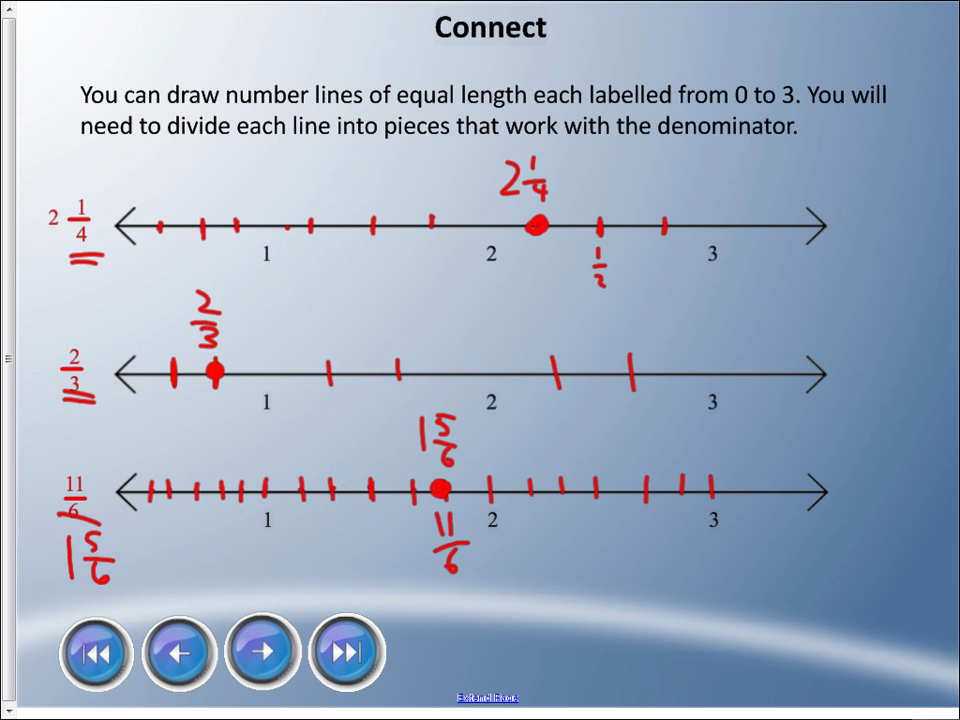 Connect
You can draw number lines of equal length each labelled from 0 to 3. You will
need to divide each line into pieces that work with the denominator.
2 1/4
2 1/4
1 2 3
1/2
2/3
2/3
1 2 3
1 5/6
11/6
1 2 3
11/6
1 5/6
Extend Page